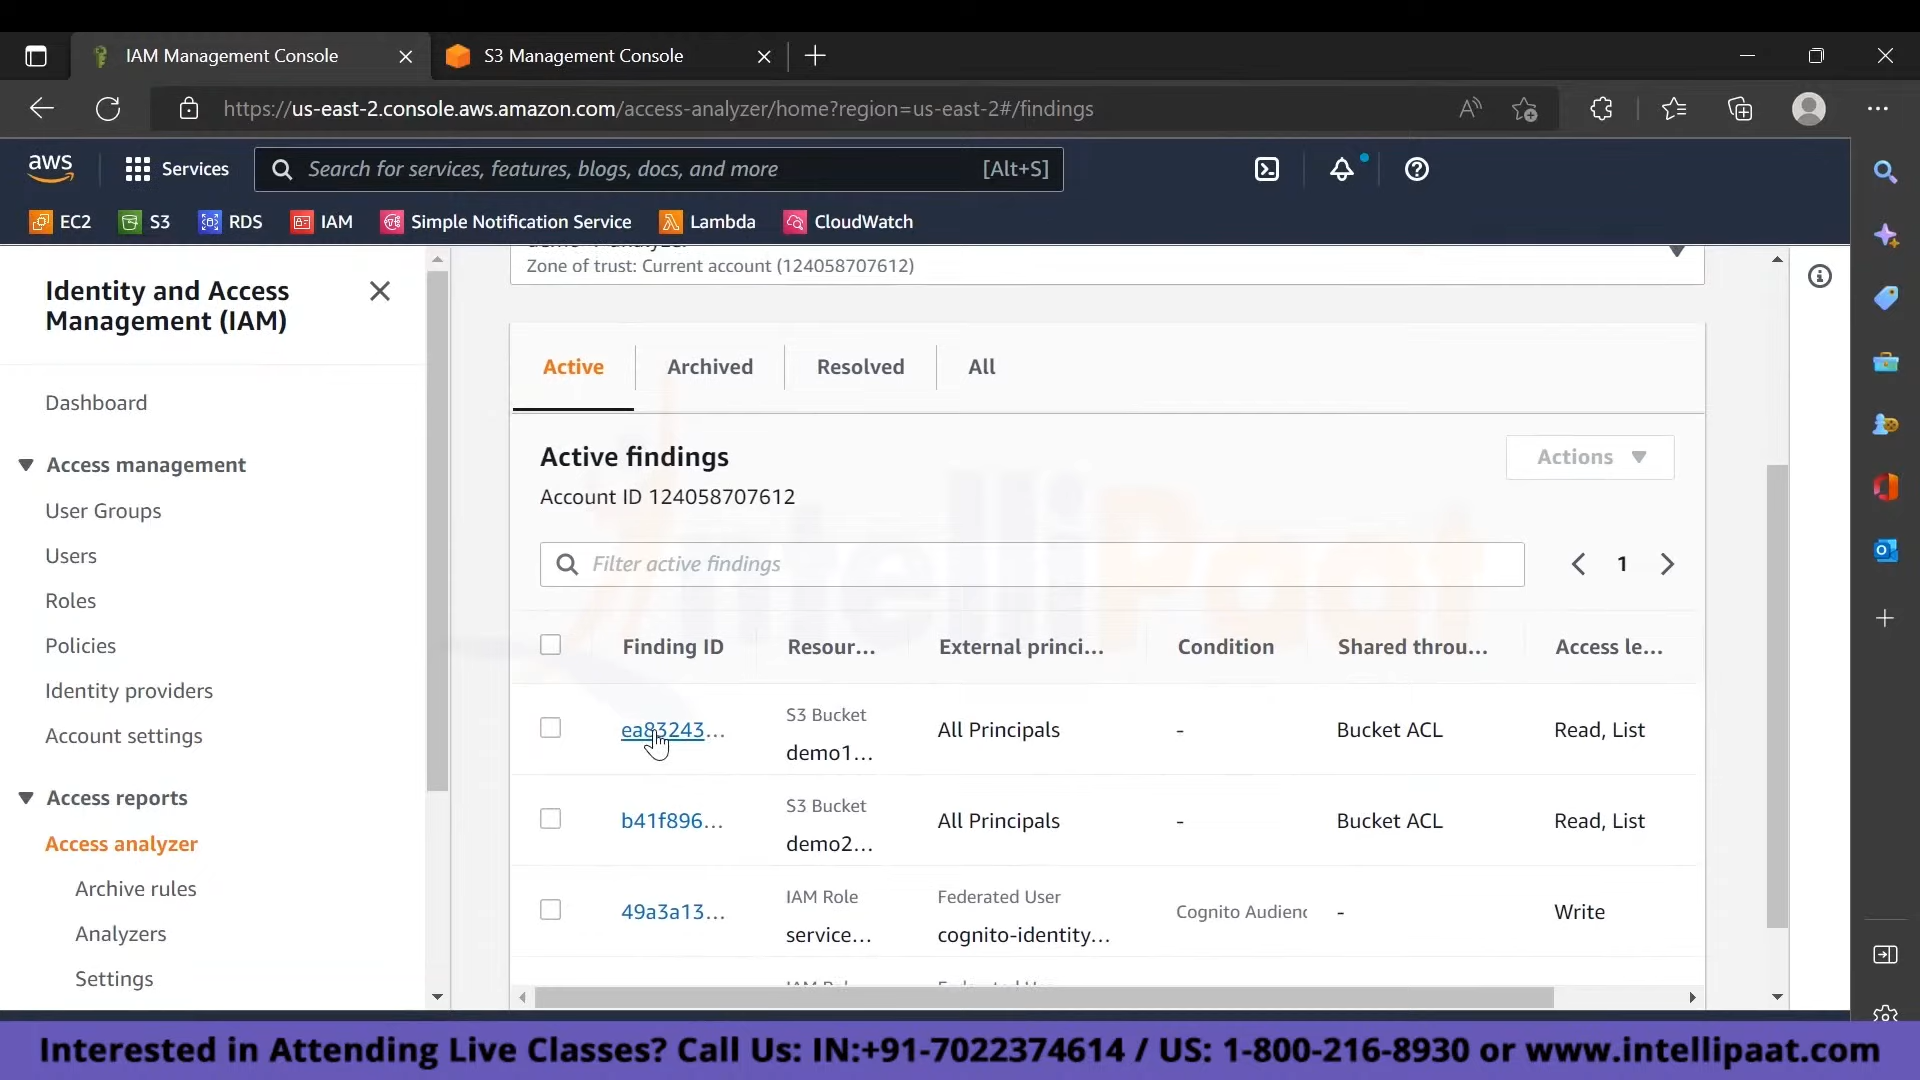 IAM Management Console
S3 Management Console
https://us-east-2.console.aws.amazon.com/access-analyzer/home?region=us-east-2#/findings
aws
Services
Search for services, features, blogs, docs, and more
[Alt+S]
EC2
S3
RDS
IAM
Simple Notification Service
Lambda
CloudWatch
Identity and Access
Management (IAM)
Dashboard
Access management
User Groups
Users
Roles
Policies
Identity providers
Account settings
Access reports
Access analyzer
Archive rules
Analyzers
Settings
Zone of trust: Current account (124058707612)
Active
Archived
Resolved
All
Active findings
Actions
Account ID 124058707612
Filter active findings
1
Finding ID
Resour...
External princi...
Condition
Shared throu...
Access le...
ea83243...
S3 Bucket
demo1...
All Principals
-
Bucket ACL
Read, List
b41f896...
S3 Bucket
demo2...
All Principals
-
Bucket ACL
Read, List
49a3a13...
IAM Role
service...
Federated User
cognito-identity...
Cognito Audienc
-
Write
IntelliPaat
Interested in Attending Live Classes? Call Us: IN:+91-7022374614 / US: 1-800-216-8930 or www.intellipaat.com